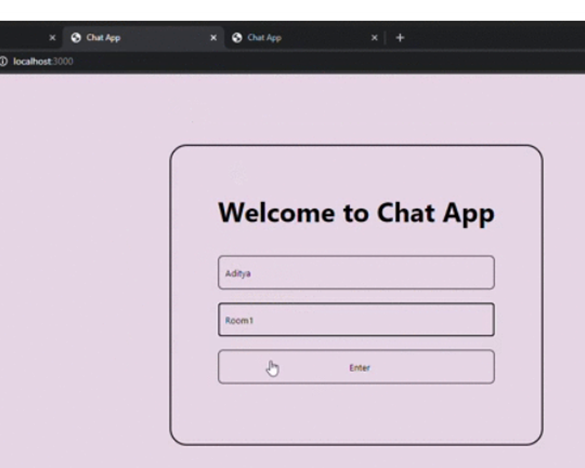 Chat App
Chat App
localhost:3000
Welcome to Chat App
Aditya
Room1
Enter